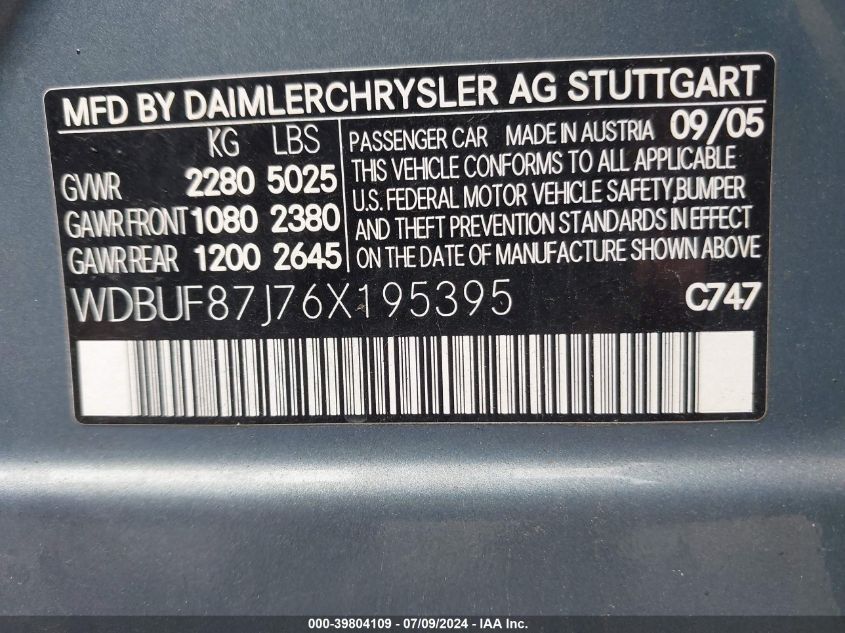 MFD BY DAIMLERCHRYSLER AG STUTTGART
KG LBS
GVWR 2280 5025
GAWR FRONT 1080 2380
GAWR REAR 1200 2645
PASSENGER CAR MADE IN AUSTRIA 09/05
THIS VEHICLE CONFORMS TO ALL APPLICABLE
U.S. FEDERAL MOTOR VEHICLE SAFETY,BUMPER
AND THEFT PREVENTION STANDARDS IN EFFECT
ON THE DATE OF MANUFACTURE SHOWN ABOVE
WDBUF87J76X195395 C747
000-39804109 - 07/09/2024 - IAA Inc.